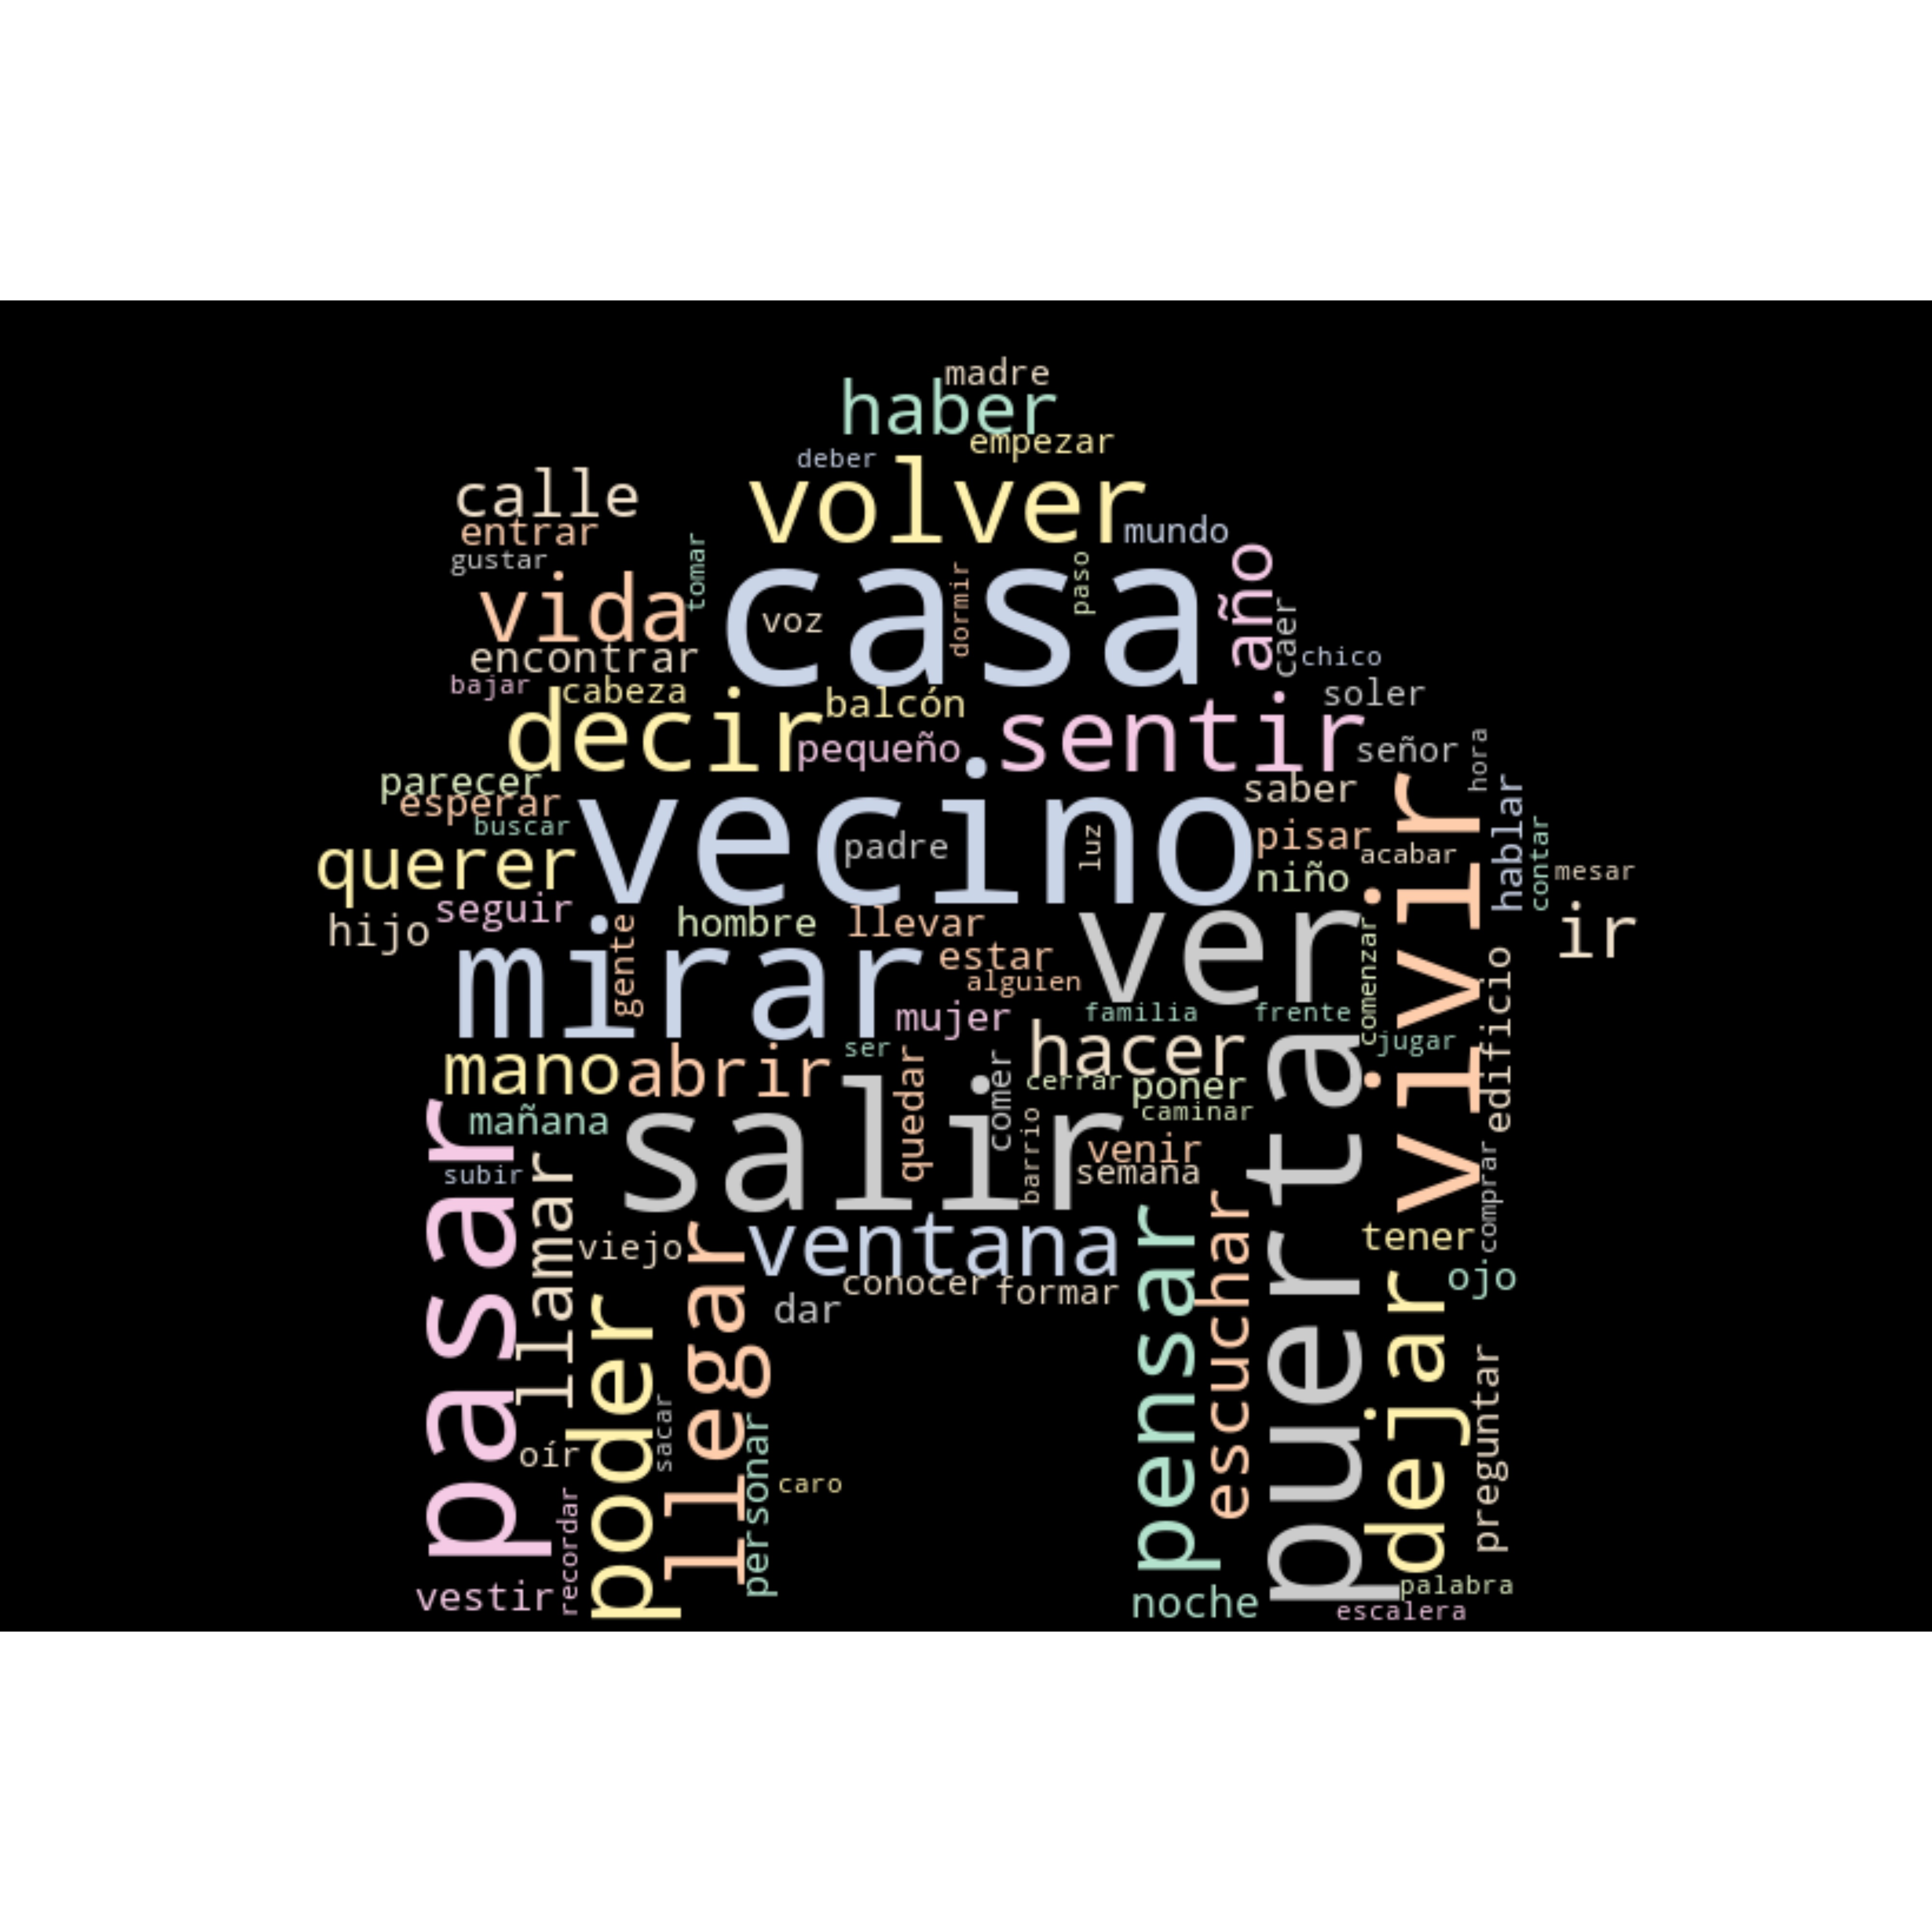 madre
haber
empezar
deber
calle
volver
entrar
mundo
gustar
tomar
casa
voz
dormir
paso
año
caer
vida
encontrar
chico
bajar
cabeza
balcón
soler
decir
pequeño
sentir
señor
hora
parecer
esperar
saber
buscar
vecino
padre
luz
pisar
acabar
vivir
hablar
contar
mesar
querer
niño
seguir
hijo
hombre
llevar
ver
ir
mirar
gente
estar
alguien
comenzar
mujer
familia
frente
edificio
jugar
ser
hacer
mano
abrir
quedar
comer
cerrar
poner
caminar
mañana
salir
barrio
venir
semana
puerta
comprar
subir
pasar
llamar
viejo
ventana
tener
conocer
formar
dar
ojo
poder
llegar
pensar
escuchar
dejar
preguntar
sacar
oír
personar
caro
recordar
vestir
noche
palabra
escalera